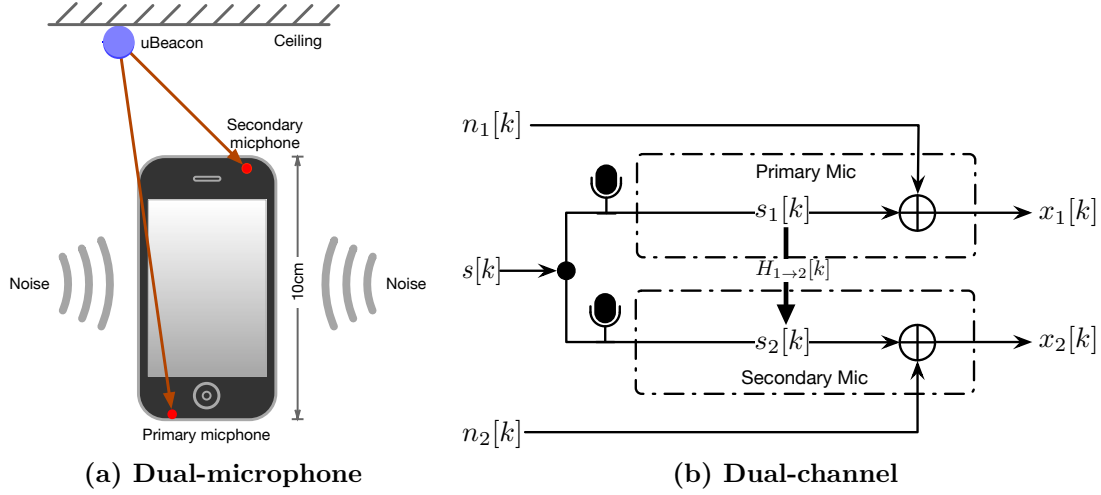 uBeacon
Ceiling
Secondary
micphone
Noise
Noise
10cm
Primary micphone
(a) Dual-microphone
n₁[k]
Primary Mic
s₁[k]
x₁[k]
s[k]
H₁→₂[k]
s₂[k]
x₂[k]
Secondary Mic
n₂[k]
(b) Dual-channel